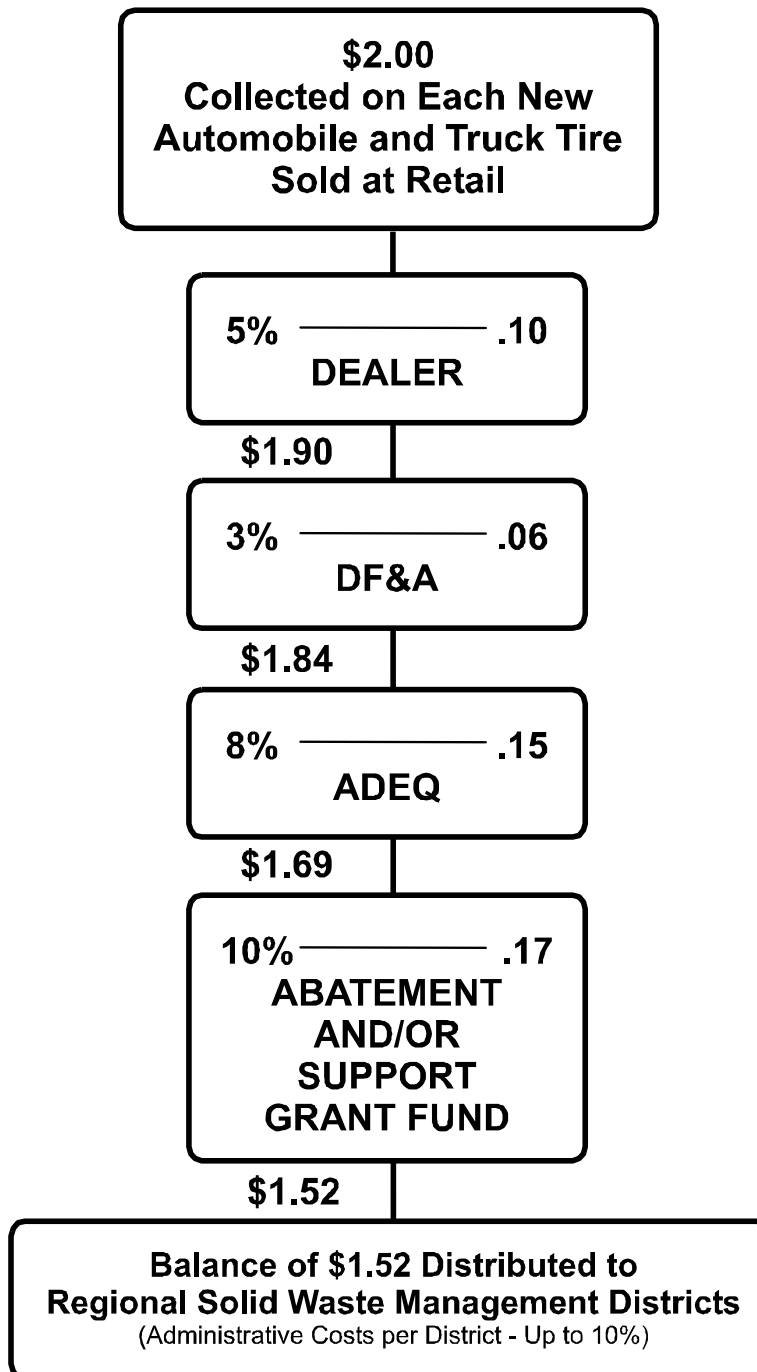 $2.00
Collected on Each New
Automobile and Truck Tire
Sold at Retail
5% .10
DEALER
$1.90
3% .06
DF&A
$1.84
8% .15
ADEQ
$1.69
10% .17
ABATEMENT
AND/OR
SUPPORT
GRANT FUND
$1.52
Balance of $1.52 Distributed to
Regional Solid Waste Management Districts
(Administrative Costs per District - Up to 10%)